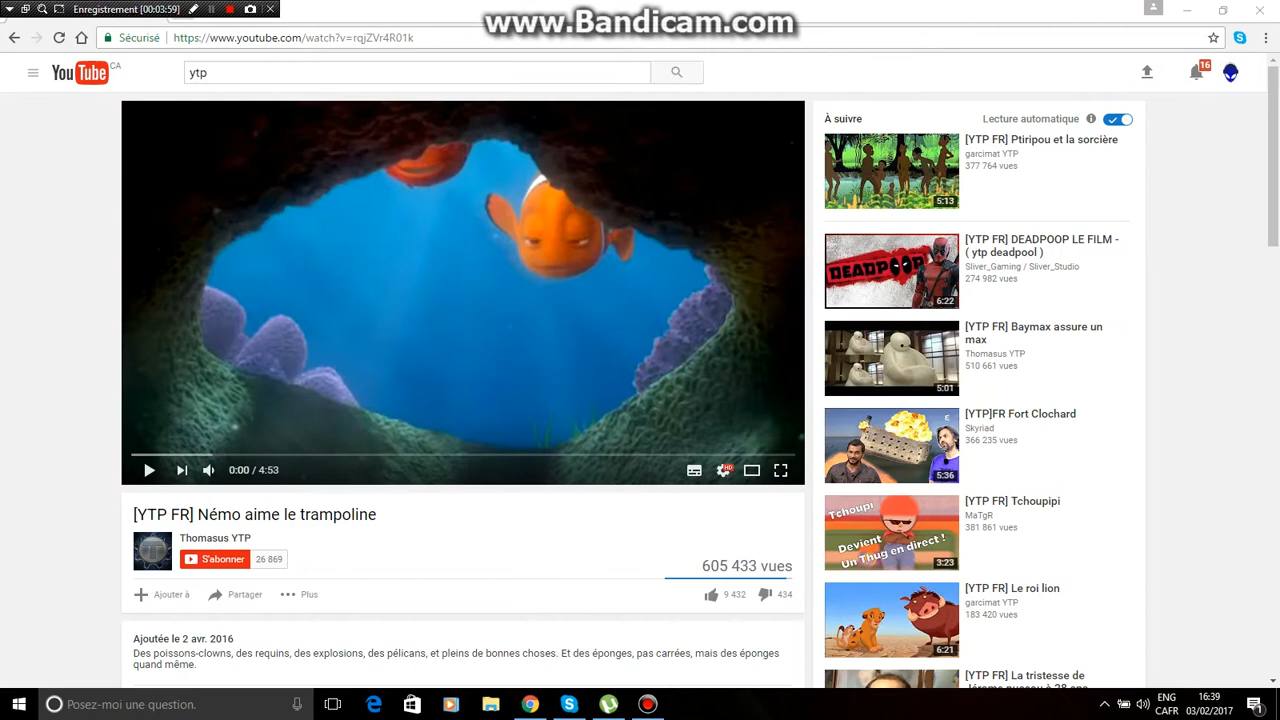 Enregistrement [00:03:59]
www.Bandicam.com
Sécurisé
https://www.youtube.com/watch?v=rqjZVr4R01k
YouTube CA
ytp
16
À suivre
Lecture automatique
[YTP FR] Ptiripou et la sorcière
garcimat YTP
377 764 vues
5:13
[YTP FR] DEADPOOP LE FILM -
( ytp deadpool )
Sliver_Gaming / Sliver_Studio
274 982 vues
DEADPOOP
6:22
[YTP FR] Baymax assure un
max
Thomasus YTP
510 661 vues
5:01
[YTP]FR Fort Clochard
Skyriad
366 235 vues
5:36
[YTP FR] Tchoupipi
MaTgR
381 861 vues
Tchoupi
Devient
Un Thug en direct !
3:23
[YTP FR] Le roi lion
garcimat YTP
183 420 vues
6:21
[YTP FR] La tristesse de
0:00 / 4:53
HD
[YTP FR] Némo aime le trampoline
Thomasus YTP
YTP
S'abonner
26 869
605 433 vues
Ajouter à
Partager
Plus
9 432
434
Ajoutée le 2 avr. 2016
Des poissons-clowns, des requins, des explosions, des pélicans, et pleins de bonnes choses. Et des éponges, pas carrées, mais des éponges
quand même.
Posez-moi une question.
ENG
CAFR
16:39
03/02/2017